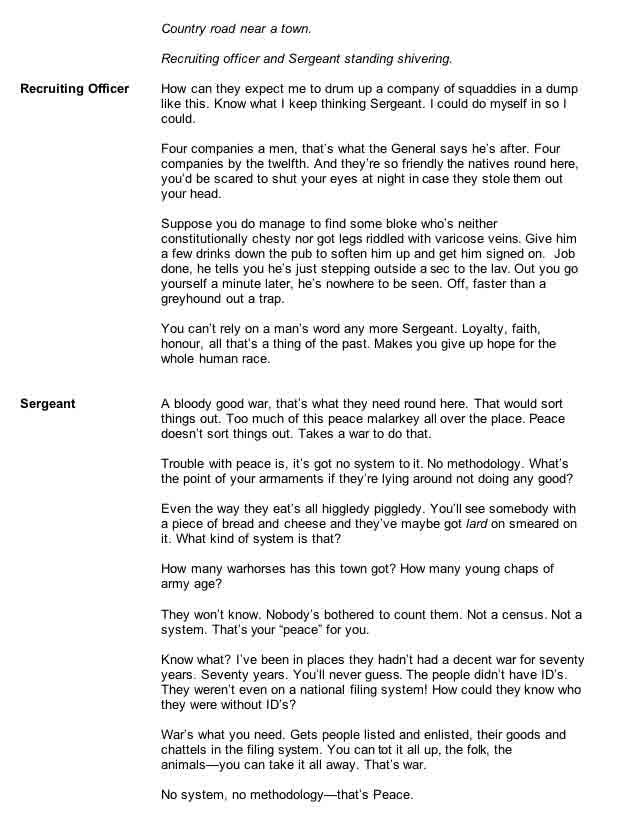 Country road near a town.
Recruiting officer and Sergeant standing shivering.
Recruiting Officer How can they expect me to drum up a company of squaddies in a dump
like this. Know what I keep thinking Sergeant. I could do myself in so I
could.
Four companies a men, that's what the General says he's after. Four
companies by the twelfth. And they're so friendly the natives round here,
you'd be scared to shut your eyes at night in case they stole them out
your head.
Suppose you do manage to find some bloke who's neither
constitutionally chesty nor got legs riddled with varicose veins. Give him
a few drinks down the pub to soften him up and get him signed on. Job
done, he tells you he's just stepping outside a sec to the lav. Out you go
yourself a minute later, he's nowhere to be seen. Off, faster than a
greyhound out a trap.
You can't rely on a man's word any more Sergeant. Loyalty, faith,
honour, all that's a thing of the past. Makes you give up hope for the
whole human race.
Sergeant A bloody good war, that's what they need round here. That would sort
things out. Too much of this peace malarkey all over the place. Peace
doesn't sort things out. Takes a war to do that.
Trouble with peace is, it's got no system to it. No methodology. What's
the point of your armaments if they're lying around not doing any good?
Even the way they eat's all higgledy piggledy. You'll see somebody with
a piece of bread and cheese and they've maybe got lard on smeared on
it. What kind of system is that?
How many warhorses has this town got? How many young chaps of
army age?
They won't know. Nobody's bothered to count them. Not a census. Not a
system. That's your "peace" for you.
Know what? I've been in places they hadn't had a decent war for seventy
years. Seventy years. You'll never guess. The people didn't have ID's.
They weren't even on a national filing system! How could they know who
they were without ID's?
War's what you need. Gets people listed and enlisted, their goods and
chattels in the filing system. You can tot it all up, the folk, the
animals—you can take it all away. That's war.
No system, no methodology—that's Peace.